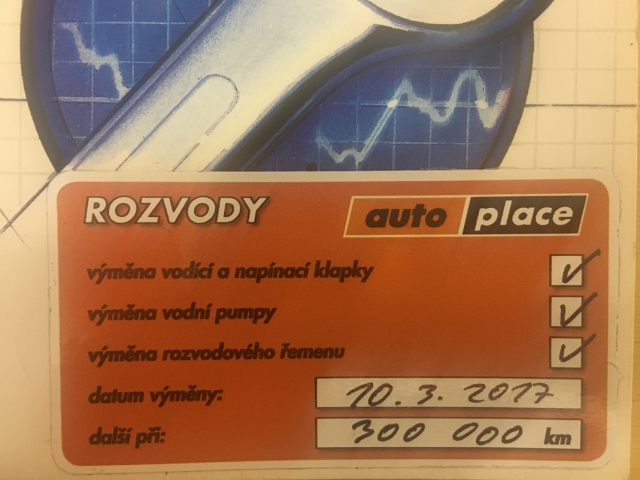 ROZVODY
auto place
výměna vodící a napínací klapky
výměna vodní pumpy
výměna rozvodového řemenu
datum výměny: 10. 3. 2017
další při: 300 000 km